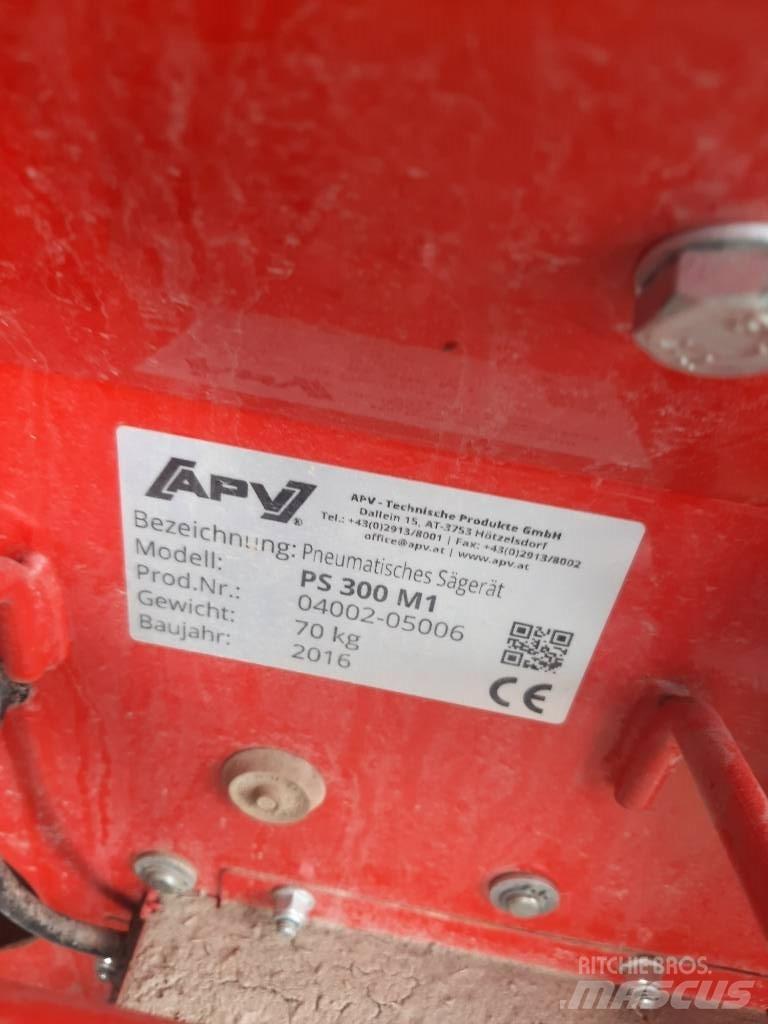 APV®
APV - Technische Produkte GmbH
Dallein 15, AT-3753 Hötzelsdorf
Tel.: +43(0)2913/8001 | Fax: +43(0)2913/8002
office@apv.at | www.apv.at
Bezeichnung: Pneumatisches Sägerät
Modell: PS 300 M1
Prod.Nr.: 04002-05006
Gewicht: 70 kg
Baujahr: 2016
CE
RITCHIE BROS.
MASCUS